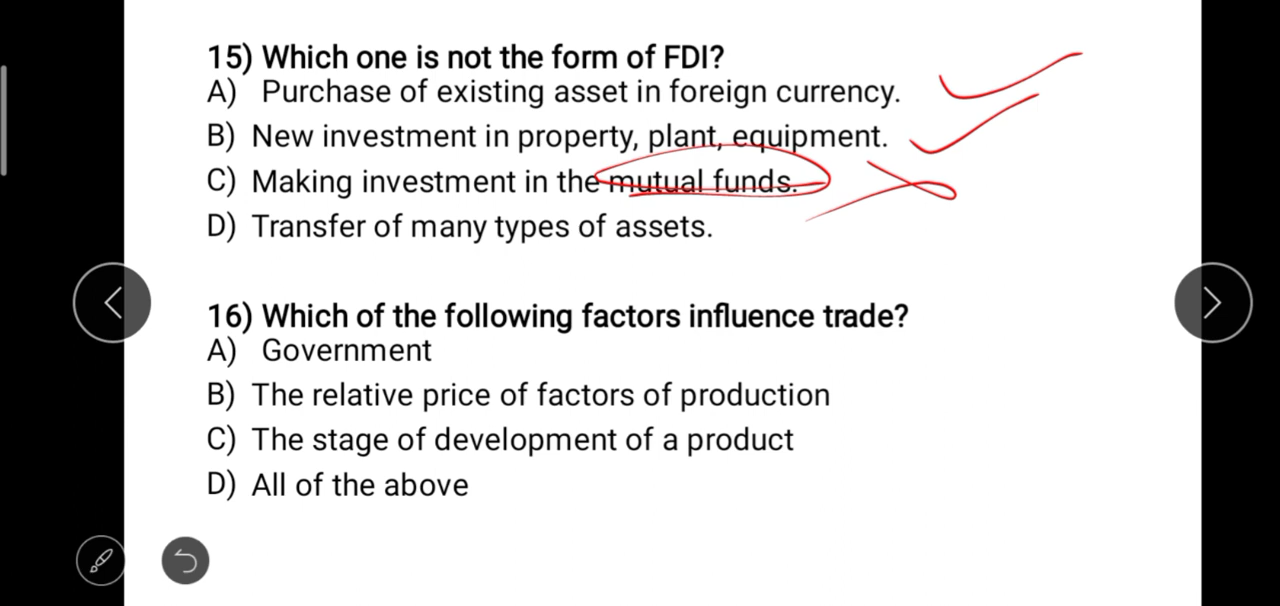 15) Which one is not the form of FDI?
A) Purchase of existing asset in foreign currency.
B) New investment in property, plant, equipment.
C) Making investment in the mutual funds.
D) Transfer of many types of assets.
16) Which of the following factors influence trade?
A) Government
B) The relative price of factors of production
C) The stage of development of a product
D) All of the above